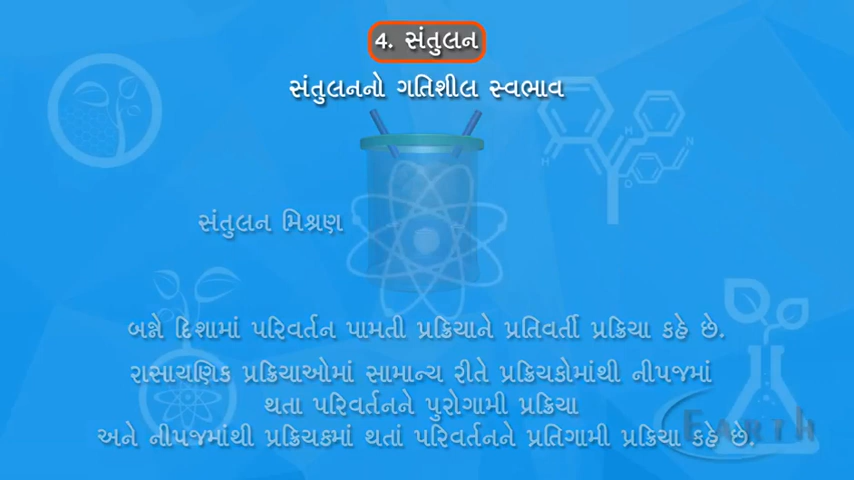 4. સંતુલન
સંતુલનનો ગતિશીલ સ્વભાવ
સંતુલન મિશ્રણ
બન્ને દિશામાં પરિવર્તન પામતી પ્રક્રિયાને પ્રતિવર્તી પ્રક્રિયા કહે છે.
રાસાયણિક પ્રક્રિયાઓમાં સામાન્ય રીતે પ્રક્રિયકોમાંથી નીપજમાં
થતા પરિવર્તનને પુરોગામી પ્રક્રિયા
અને નીપજમાંથી પ્રક્રિયકમાં થતાં પરિવર્તનને પ્રતિગામી પ્રક્રિયા કહે છે.
Earth